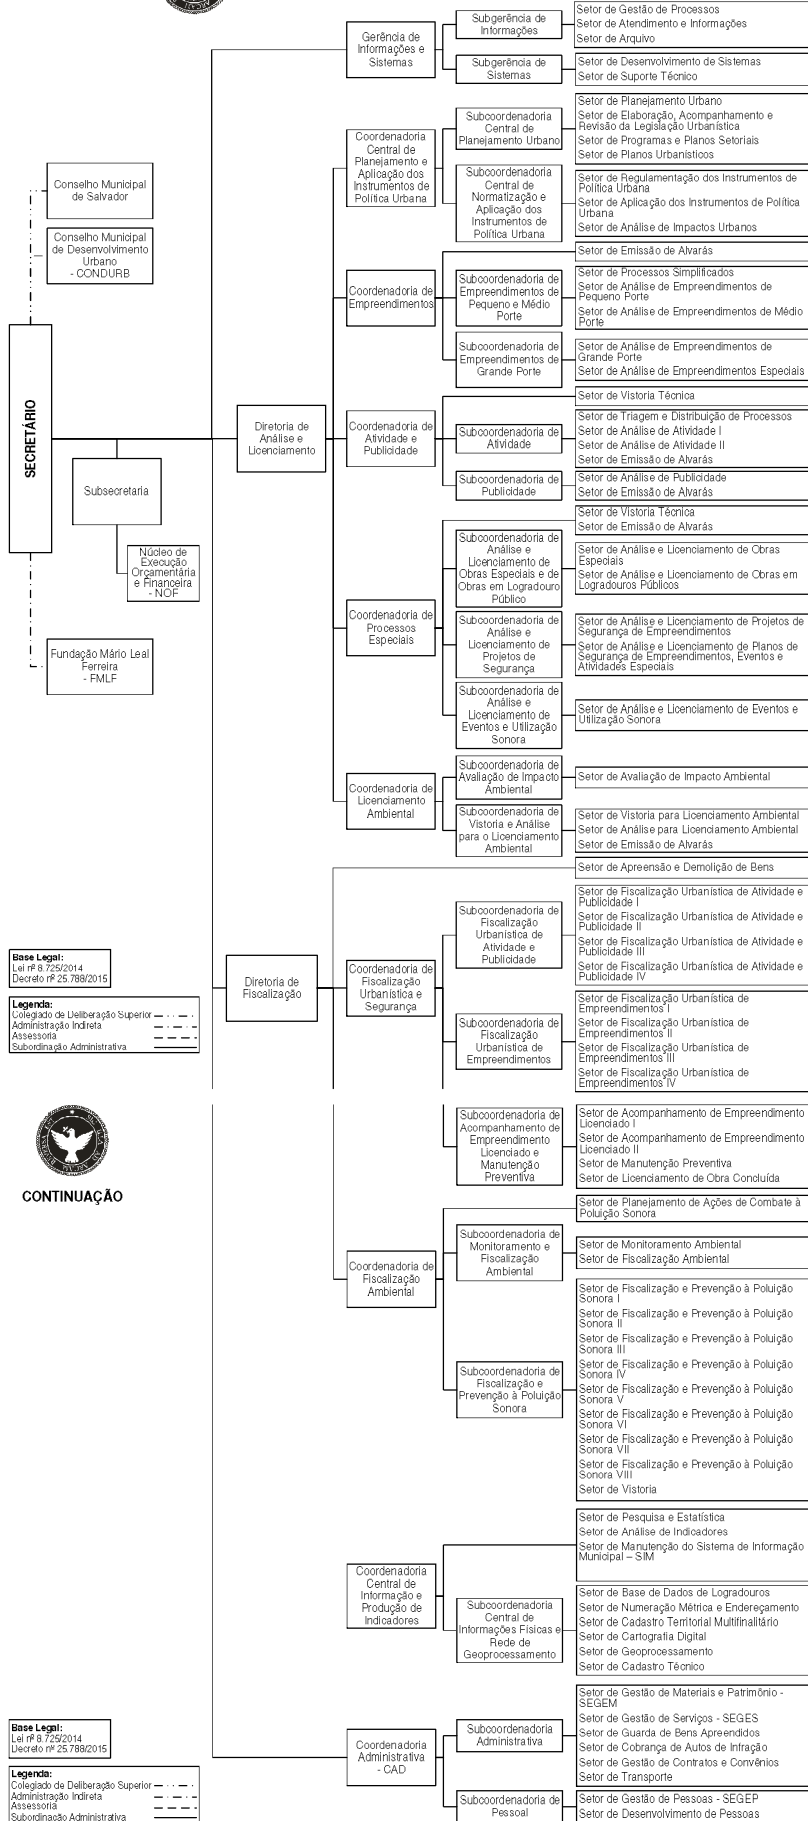 Gerência de
Informações e
Sistemas
Subgerência de
Informações
Setor de Gestão de Processos
Setor de Atendimento e Informações
Setor de Arquivo
Subgerência de
Sistemas
Setor de Desenvolvimento de Sistemas
Setor de Suporte Técnico
Conselho Municipal
de Salvador
Conselho Municipal
de Desenvolvimento
Urbano
- CONDURB
SECRETÁRIO
Subsecretaria
Núcleo de
Execução
Orçamentária
e Financeira
- NOF
Fundação Mário Leal
Ferreira
- FMLF
Diretoria de
Análise e
Licenciamento
Coordenadoria
Central de
Planejamento e
Aplicação dos
Instrumentos de
Política Urbana
Subcoordenadoria
Central de
Planejamento Urbano
Setor de Planejamento Urbano
Setor de Elaboração, Acompanhamento e
Revisão da Legislação Urbanística
Setor de Programas e Planos Setoriais
Setor de Planos Urbanísticos
Subcoordenadoria
Central de
Normatização e
Aplicação dos
Instrumentos de
Política Urbana
Setor de Regulamentação dos Instrumentos de
Política Urbana
Setor de Aplicação dos Instrumentos de Política
Urbana
Setor de Análise de Impactos Urbanos
Coordenadoria de
Empreendimentos
Setor de Emissão de Alvarás
Subcoordenadoria de
Empreendimentos de
Pequeno e Médio
Porte
Setor de Processos Simplificados
Setor de Análise de Empreendimentos de
Pequeno Porte
Setor de Análise de Empreendimentos de Médio
Porte
Subcoordenadoria de
Empreendimentos de
Grande Porte
Setor de Análise de Empreendimentos de
Grande Porte
Setor de Análise de Empreendimentos Especiais
Coordenadoria de
Atividade e
Publicidade
Setor de Vistoria Técnica
Subcoordenadoria de
Atividade
Setor de Triagem e Distribuição de Processos
Setor de Análise de Atividade I
Setor de Análise de Atividade II
Setor de Emissão de Alvarás
Subcoordenadoria de
Publicidade
Setor de Análise de Publicidade
Setor de Emissão de Alvarás
Coordenadoria de
Processos
Especiais
Setor de Vistoria Técnica
Setor de Emissão de Alvarás
Subcoordenadoria de
Análise e
Licenciamento de
Obras Especiais e de
Obras em Logradouro
Público
Setor de Análise e Licenciamento de Obras
Especiais
Setor de Análise e Licenciamento de Obras em
Logradouros Públicos
Subcoordenadoria de
Análise e
Licenciamento de
Projetos de
Segurança
Setor de Análise e Licenciamento de Projetos de
Segurança de Empreendimentos
Setor de Análise e Licenciamento de Planos de
Segurança de Empreendimentos, Eventos e
Atividades Especiais
Subcoordenadoria de
Análise e
Licenciamento de
Eventos e Utilização
Sonora
Setor de Análise e Licenciamento de Eventos e
Utilização Sonora
Coordenadoria de
Licenciamento
Ambiental
Subcoordenadoria de
Avaliação de Impacto
Ambiental
Setor de Avaliação de Impacto Ambiental
Subcoordenadoria de
Vistoria e Análise
para o Licenciamento
Ambiental
Setor de Vistoria para Licenciamento Ambiental
Setor de Análise para Licenciamento Ambiental
Setor de Emissão de Alvarás
Diretoria de
Fiscalização
Setor de Apreensão e Demolição de Bens
Coordenadoria de
Fiscalização
Urbanística e
Segurança
Subcoordenadoria de
Fiscalização
Urbanística de
Atividade e
Publicidade
Setor de Fiscalização Urbanística de Atividade e
Publicidade I
Setor de Fiscalização Urbanística de Atividade e
Publicidade II
Setor de Fiscalização Urbanística de Atividade e
Publicidade III
Setor de Fiscalização Urbanística de Atividade e
Publicidade IV
Subcoordenadoria de
Fiscalização
Urbanística de
Empreendimentos
Setor de Fiscalização Urbanística de
Empreendimentos I
Setor de Fiscalização Urbanística de
Empreendimentos II
Setor de Fiscalização Urbanística de
Empreendimentos III
Setor de Fiscalização Urbanística de
Empreendimentos IV
Base Legal:
Lei nº 8.725/2014
Decreto nº 25.788/2015
Legenda:
Colegiado de Deliberação Superior
Administração Indireta
Assessoria
Subordinação Administrativa
CONTINUAÇÃO
Subcoordenadoria de
Acompanhamento de
Empreendimento
Licenciado e
Manutenção
Preventiva
Setor de Acompanhamento de Empreendimento
Licenciado I
Setor de Acompanhamento de Empreendimento
Licenciado II
Setor de Manutenção Preventiva
Setor de Licenciamento de Obra Concluída
Coordenadoria de
Fiscalização
Ambiental
Setor de Planejamento de Ações de Combate à
Poluição Sonora
Subcoordenadoria de
Monitoramento e
Fiscalização
Ambiental
Setor de Monitoramento Ambiental
Setor de Fiscalização Ambiental
Subcoordenadoria de
Fiscalização e
Prevenção à Poluição
Sonora
Setor de Fiscalização e Prevenção à Poluição
Sonora I
Setor de Fiscalização e Prevenção à Poluição
Sonora II
Setor de Fiscalização e Prevenção à Poluição
Sonora III
Setor de Fiscalização e Prevenção à Poluição
Sonora IV
Setor de Fiscalização e Prevenção à Poluição
Sonora V
Setor de Fiscalização e Prevenção à Poluição
Sonora VI
Setor de Fiscalização e Prevenção à Poluição
Sonora VII
Setor de Fiscalização e Prevenção à Poluição
Sonora VIII
Setor de Vistoria
Coordenadoria
Central de
Informação e
Produção de
Indicadores
Setor de Pesquisa e Estatística
Setor de Análise de Indicadores
Setor de Manutenção do Sistema de Informação
Municipal – SIM
Subcoordenadoria
Central de
Informações Físicas e
Rede de
Geoprocessamento
Setor de Base de Dados de Logradouros
Setor de Numeração Métrica e Endereçamento
Setor de Cadastro Territorial Multifinalitário
Setor de Cartografia Digital
Setor de Geoprocessamento
Setor de Cadastro Técnico
Coordenadoria
Administrativa
- CAD
Subcoordenadoria
Administrativa
Setor de Gestão de Materiais e Patrimônio -
SEGEM
Setor de Gestão de Serviços - SEGES
Setor de Guarda de Bens Apreendidos
Setor de Cobrança de Autos de Infração
Setor de Gestão de Contratos e Convênios
Setor de Transporte
Subcoordenadoria de
Pessoal
Setor de Gestão de Pessoas - SEGEP
Setor de Desenvolvimento de Pessoas
Base Legal:
Lei nº 8.725/2014
Decreto nº 25.788/2015
Legenda:
Colegiado de Deliberação Superior
Administração Indireta
Assessoria
Subordinação Administrativa